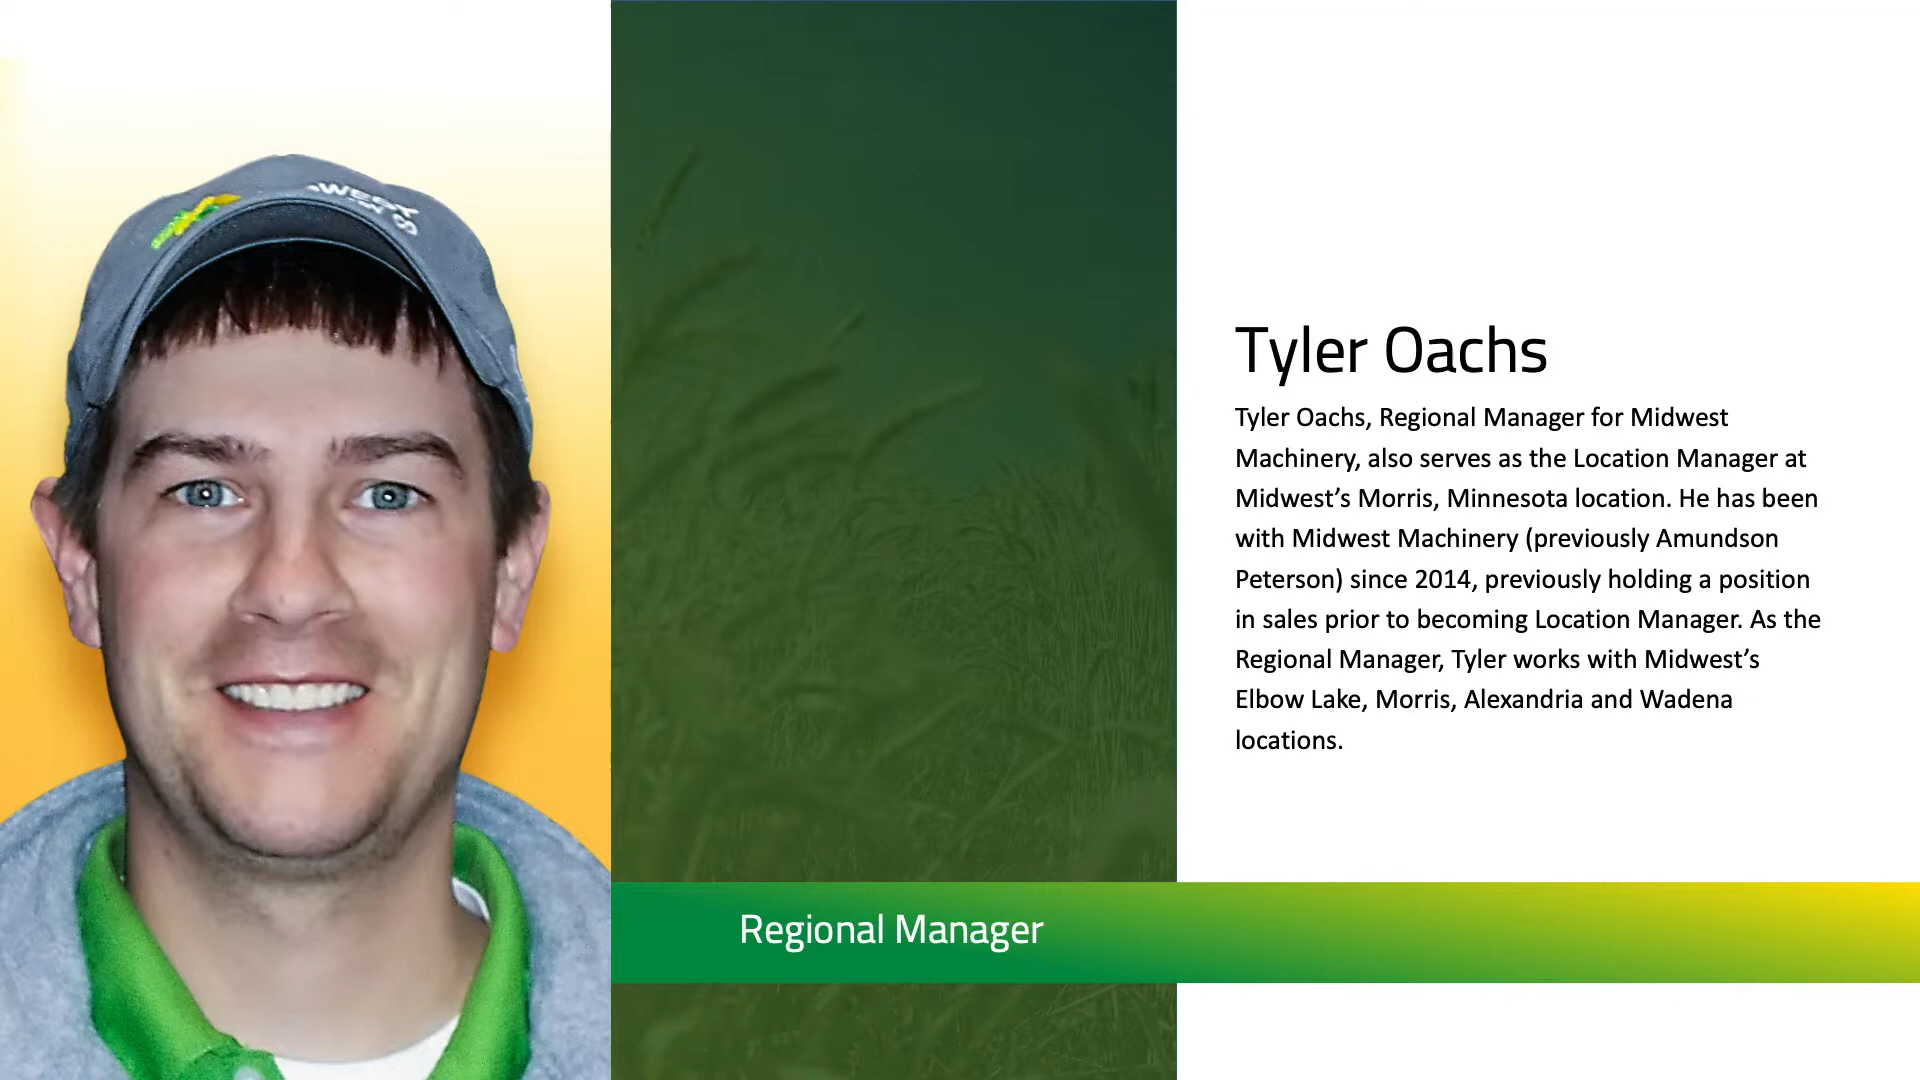 WEST
Tyler Oachs
Tyler Oachs, Regional Manager for Midwest
Machinery, also serves as the Location Manager at
Midwest’s Morris, Minnesota location. He has been
with Midwest Machinery (previously Amundson
Peterson) since 2014, previously holding a position
in sales prior to becoming Location Manager. As the
Regional Manager, Tyler works with Midwest’s
Elbow Lake, Morris, Alexandria and Wadena
locations.
Regional Manager